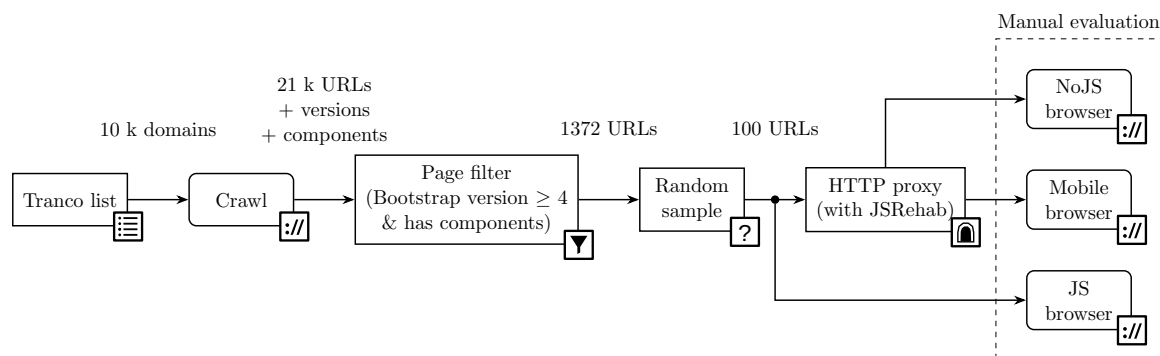 Manual evaluation
21 k URLs
+ versions
+ components
10 k domains
1372 URLs
100 URLs
Tranco list
Crawl
://
Page filter
(Bootstrap version ≥ 4
& has components)
Random
sample
?
HTTP proxy
(with JSRehab)
NoJS
browser
://
Mobile
browser
://
JS
browser
://